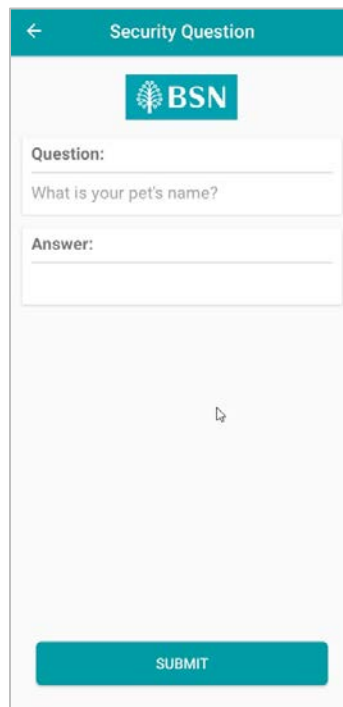 Security Question
BSN
Question:
What is your pet's name?
Answer:
SUBMIT